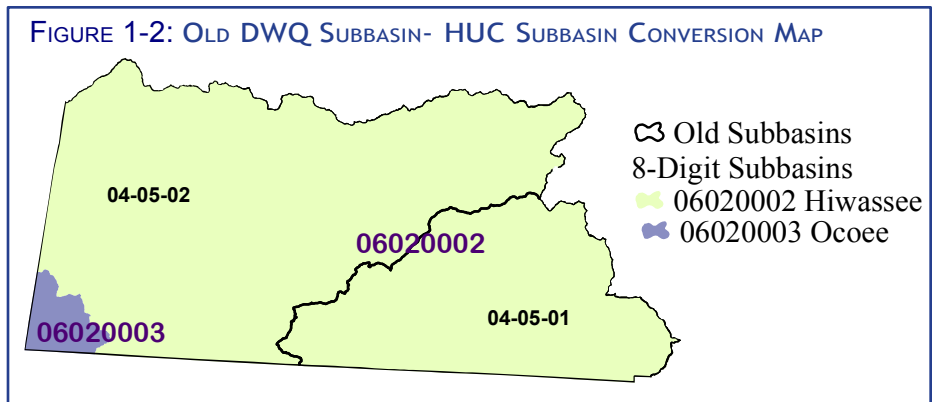 FIGURE 1-2: OLD DWQ SUBBASIN- HUC SUBBASIN CONVERSION MAP
Old Subbasins
8-Digit Subbasins
06020002 Hiwassee
06020003 Ocoee
04-05-02
06020002
04-05-01
06020003